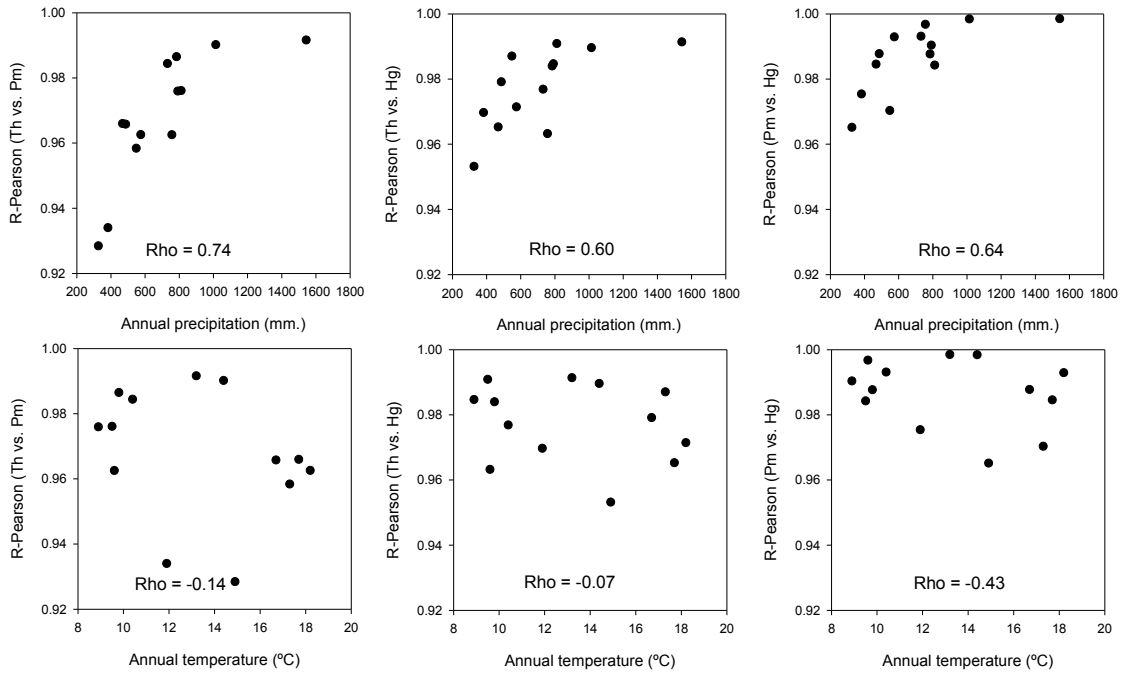 R-Pearson (Th vs. Pm)
1.00
0.98
0.96
0.94
0.92
Rho = 0.74
200 400 600 800 1000 1200 1400 1600 1800
Annual precipitation (mm.)
R-Pearson (Th vs. Hg)
1.00
0.98
0.96
0.94
0.92
Rho = 0.60
200 400 600 800 1000 1200 1400 1600 1800
Annual precipitation (mm.)
R-Pearson (Pm vs. Hg)
1.00
0.98
0.96
0.94
0.92
Rho = 0.64
200 400 600 800 1000 1200 1400 1600 1800
Annual precipitation (mm.)
R-Pearson (Th vs. Pm)
1.00
0.98
0.96
0.94
0.92
Rho = -0.14
8 10 12 14 16 18 20
Annual temperature (ºC)
R-Pearson (Th vs. Hg)
1.00
0.98
0.96
0.94
0.92
Rho = -0.07
8 10 12 14 16 18 20
Annual temperature (ºC)
R-Pearson (Pm vs. Hg)
1.00
0.98
0.96
0.94
0.92
Rho = -0.43
8 10 12 14 16 18 20
Annual temperature (ºC)